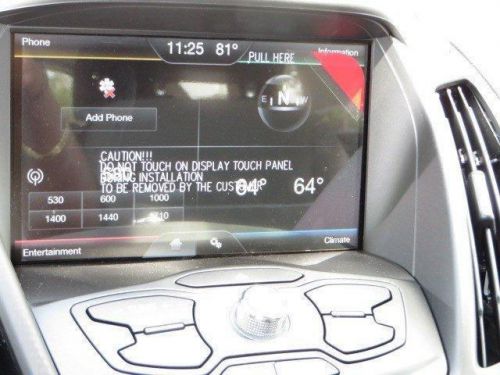 Phone
11:25 81°
PULL HERE
Information
E N W
Add Phone
CAUTION!!!
DO NOT TOUCH ON DISPLAY TOUCH PANEL
DURING INSTALLATION
TO BE REMOVED BY THE CUSTOMER
64° 64°
530 600 1000
1400 1440 1710
Entertainment
Climate